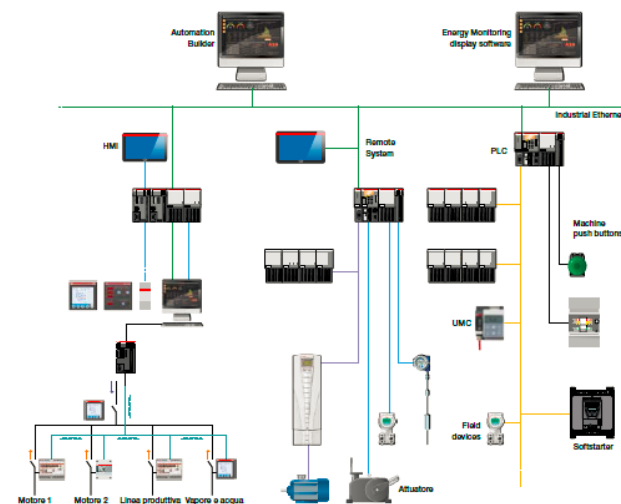 Automation
Builder
Energy Monitoring
display software
Industrial Etherne
HMI
Remote
System
PLC
Machine
push buttons
UMC
Field
devices
Softstarter
Motore 1
Motore 2
Linea produttiva
Vapore e acqua
Attuatore